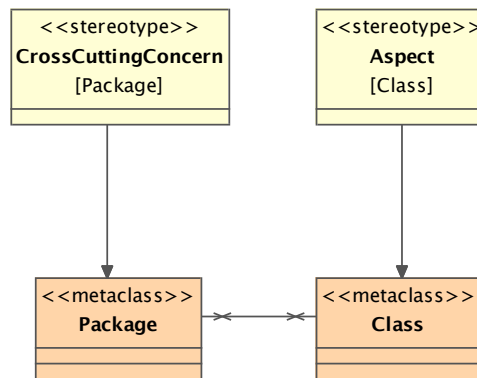 <<stereotype>>
CrossCuttingConcern
[Package]
<<stereotype>>
Aspect
[Class]
<<metaclass>>
Package
<<metaclass>>
Class